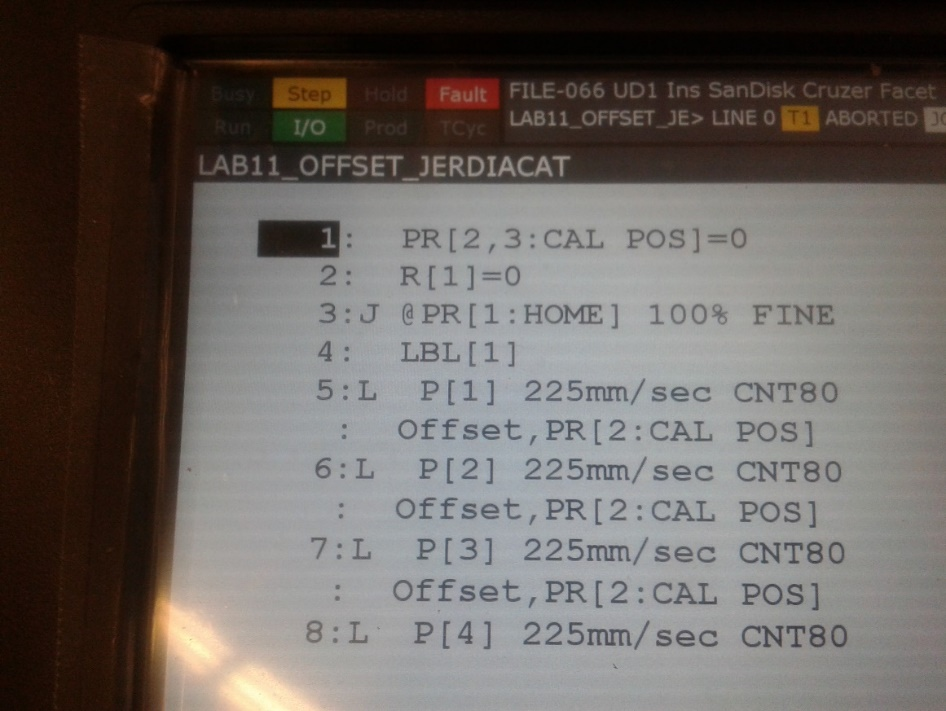 Busy Step Hold Fault FILE-066 UD1 Ins SanDisk Cruzer Facet
Run I/O Prod TCyc LAB11_OFFSET_JE> LINE 0 T1 ABORTED
LAB11_OFFSET_JERDIACAT
1: PR[2,3:CAL POS]=0
2: R[1]=0
3:J @PR[1:HOME] 100% FINE
4: LBL[1]
5:L P[1] 225mm/sec CNT80
: Offset,PR[2:CAL POS]
6:L P[2] 225mm/sec CNT80
: Offset,PR[2:CAL POS]
7:L P[3] 225mm/sec CNT80
: Offset,PR[2:CAL POS]
8:L P[4] 225mm/sec CNT80